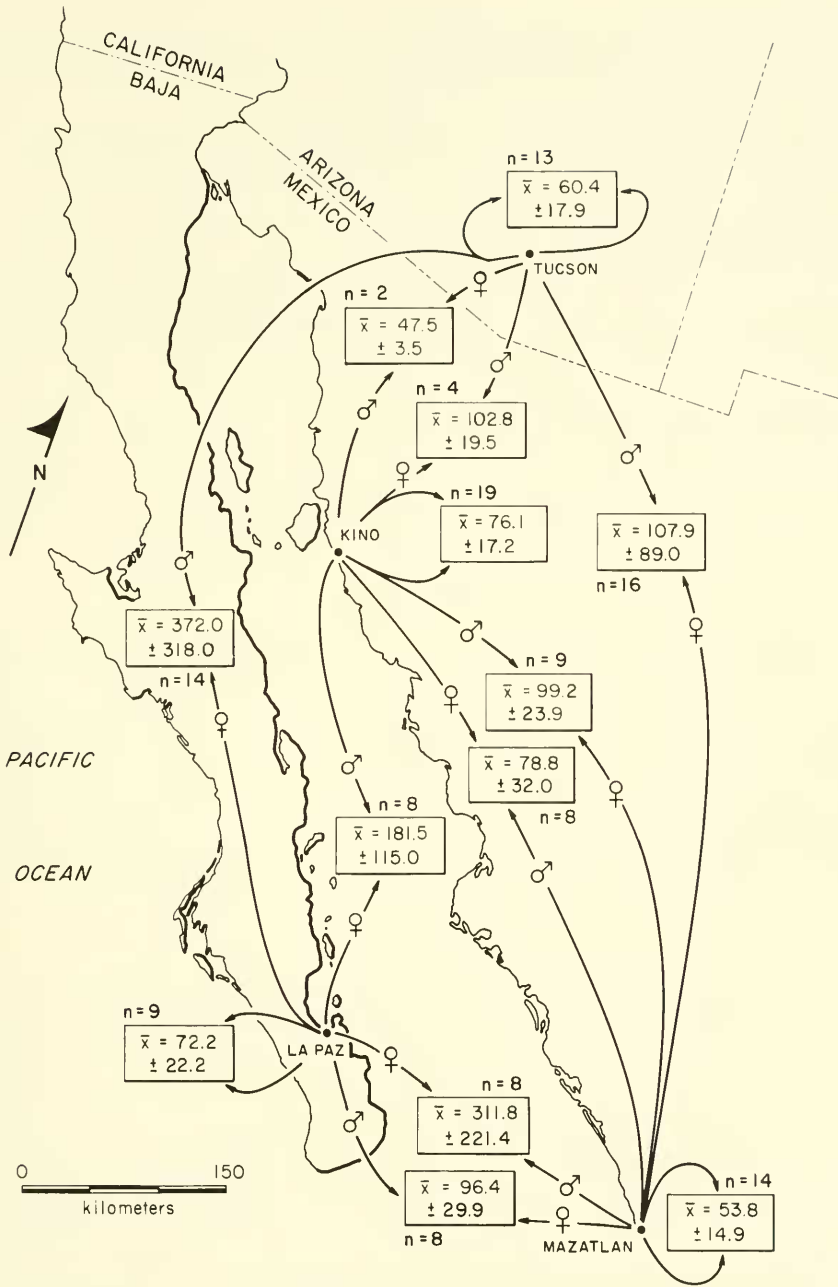 CALIFORNIA
BAJA
ARIZONA
MEXICO
n = 13
x̄ = 60.4
± 17.9
TUCSON
♀
n = 2
x̄ = 47.5
± 3.5
♂
♂
n = 4
x̄ = 102.8
± 19.5
♂
♀
♂
N
n = 19
x̄ = 76.1
± 17.2
KINO
x̄ = 107.9
± 89.0
n = 16
♂
x̄ = 372.0
± 318.0
n = 14
♀
♂
♀
n = 9
x̄ = 99.2
± 23.9
♀
♀
x̄ = 78.8
± 32.0
n = 8
♀
PACIFIC
♂
n = 8
x̄ = 181.5
± 115.0
OCEAN
♂
♀
n = 9
x̄ = 72.2
± 22.2
LA PAZ
♀
n = 8
x̄ = 311.8
± 221.4
♂
0 150
kilometers
x̄ = 96.4
± 29.9
n = 8
♂
♀
MAZATLAN
n = 14
x̄ = 53.8
± 14.9